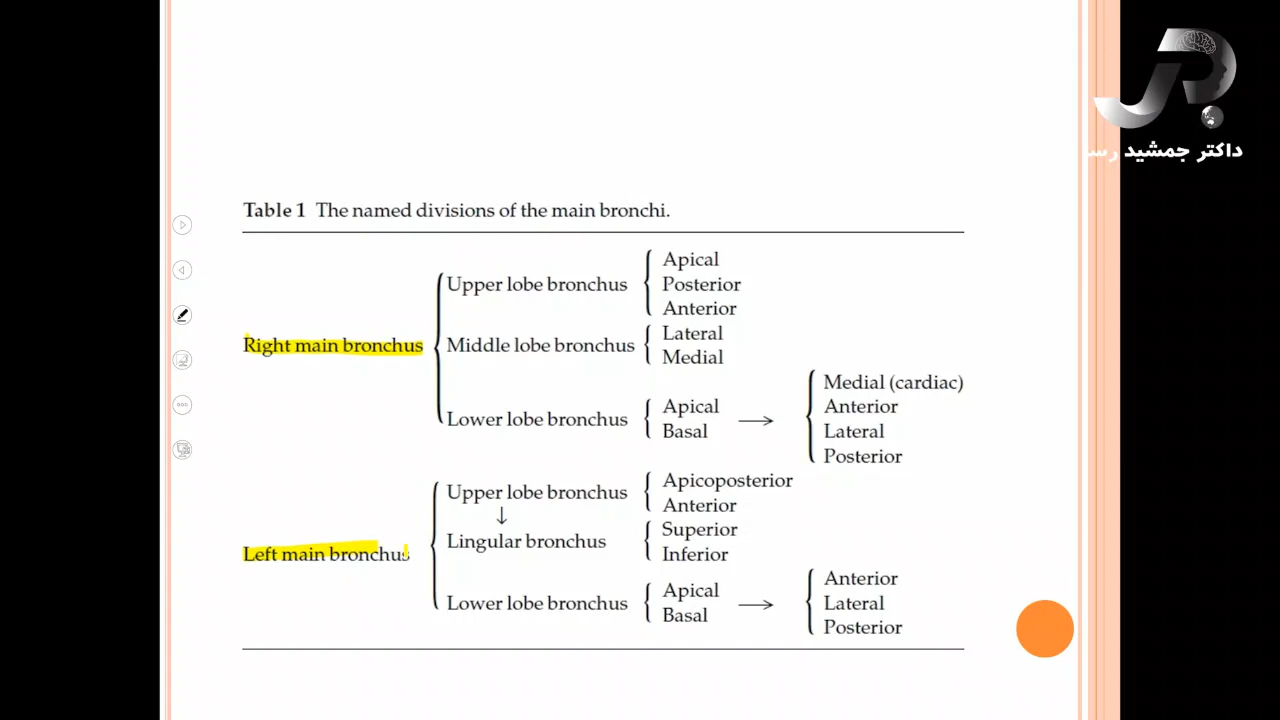 داکتر جمشید
Table 1 The named divisions of the main bronchi.
Right main bronchus
Upper lobe bronchus
Apical
Posterior
Anterior
Middle lobe bronchus
Lateral
Medial
Lower lobe bronchus
Apical
Basal →
Medial (cardiac)
Anterior
Lateral
Posterior
Left main bronchus
Upper lobe bronchus
Apicoposterior
Anterior
↓
Lingular bronchus
Superior
Inferior
Lower lobe bronchus
Apical
Basal →
Anterior
Lateral
Posterior